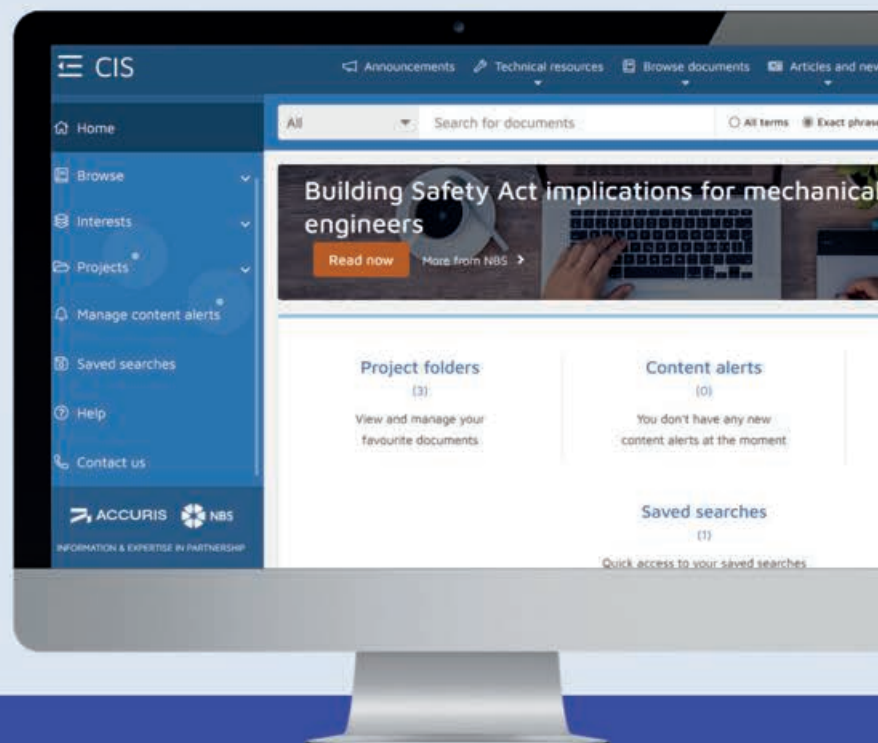 CIS
Announcements Technical resources Browse documents Articles and new
Home
All Search for documents All terms Exact phrase
Browse
Interests
Projects
Manage content alerts
Saved searches
Help
Contact us
ACCURIS NBS
INFORMATION & EXPERTISE IN PARTNERSHIP
Building Safety Act implications for mechanical
engineers
Read now More from NBS
Project folders
(3)
View and manage your
favourite documents
Content alerts
(0)
You don't have any new
content alerts at the moment
Saved searches
(1)
Quick access to your saved searches